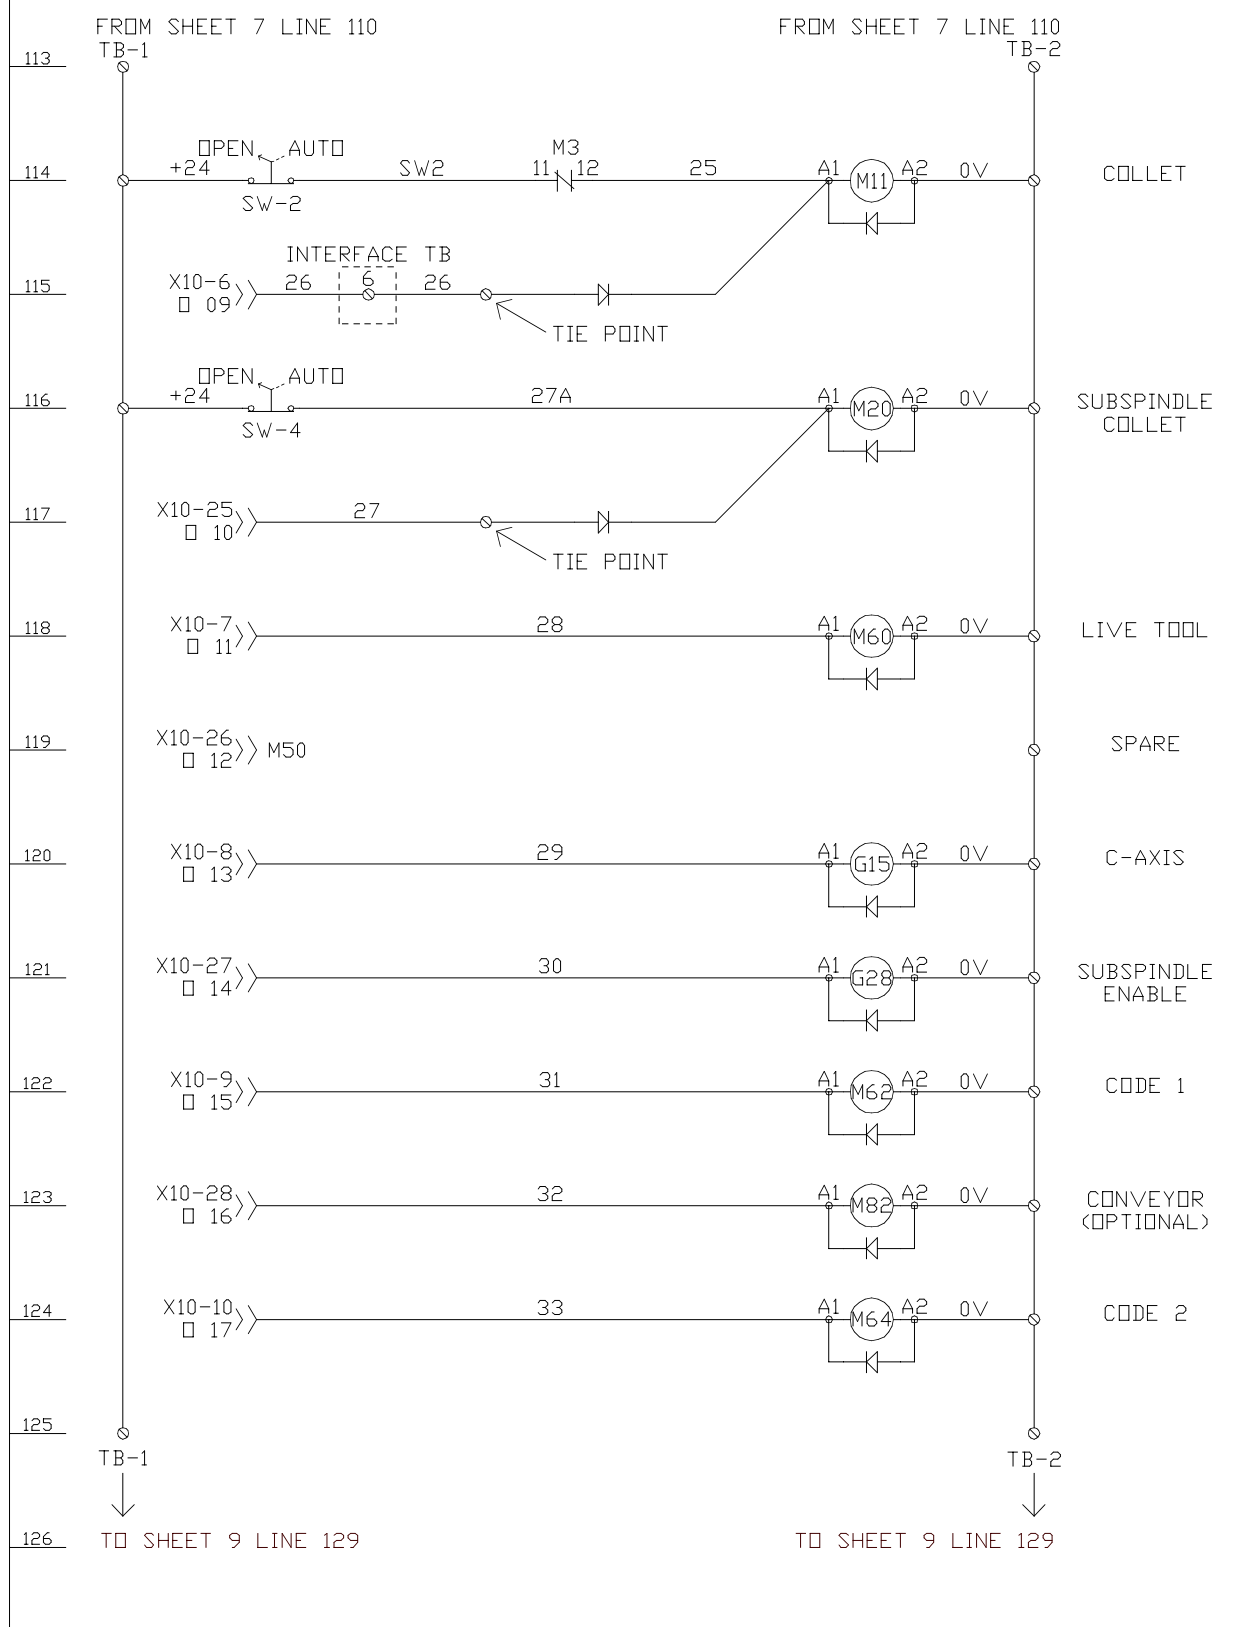 FROM SHEET 7 LINE 110 FROM SHEET 7 LINE 110
TB-1 TB-2
113
OPEN AUTO M3
114 +24 SW2 11 12 25 A1 M11 A2 0V COLLET
SW-2
INTERFACE TB
115 X10-6 26 6 26
O 09
TIE POINT
OPEN AUTO
116 +24 27A A1 M20 A2 0V SUBSPINDLE
SW-4 COLLET
117 X10-25 27
O 10
TIE POINT
118 X10-7 28 A1 M60 A2 0V LIVE TOOL
O 11
119 X10-26 M50 SPARE
O 12
120 X10-8 29 A1 G15 A2 0V C-AXIS
O 13
121 X10-27 30 A1 G28 A2 0V SUBSPINDLE
O 14 ENABLE
122 X10-9 31 A1 M62 A2 0V CODE 1
O 15
123 X10-28 32 A1 M82 A2 0V CONVEYOR
O 16 (OPTIONAL)
124 X10-10 33 A1 M64 A2 0V CODE 2
O 17
125
TB-1 TB-2
126 TO SHEET 9 LINE 129 TO SHEET 9 LINE 129